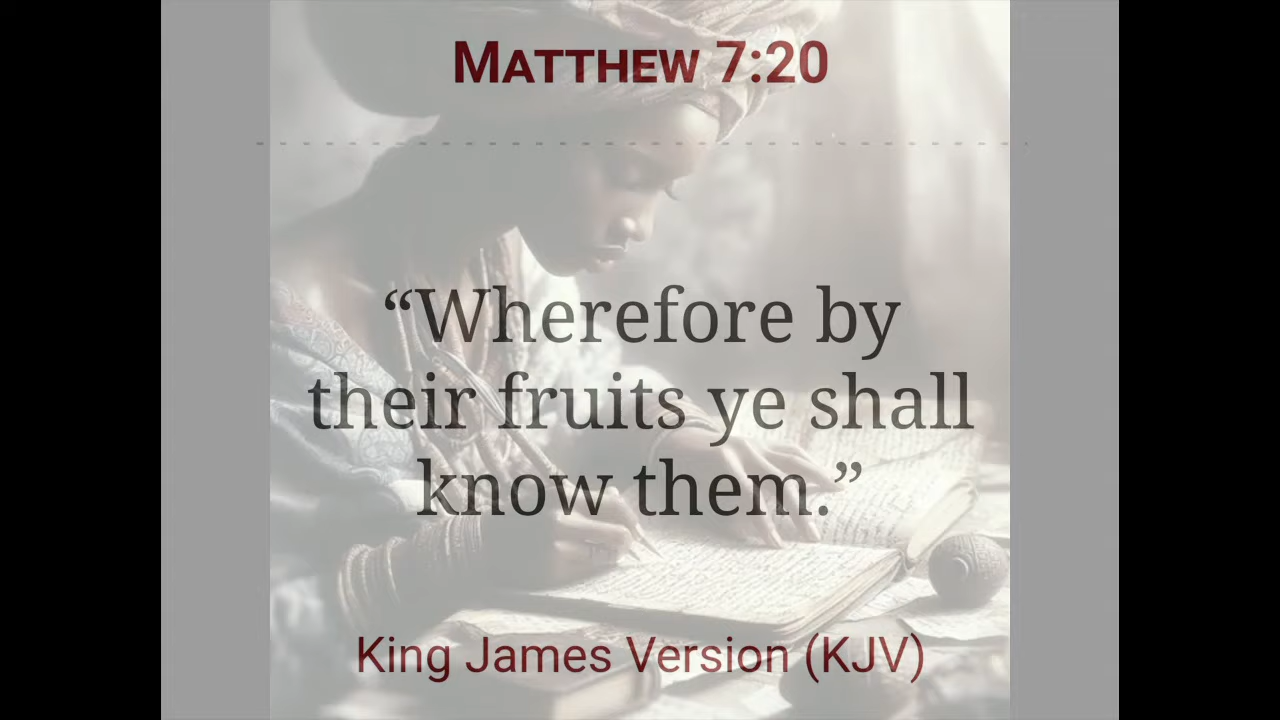 MATTHEW 7:20
“Wherefore by
their fruits ye shall
know them.”
King James Version (KJV)